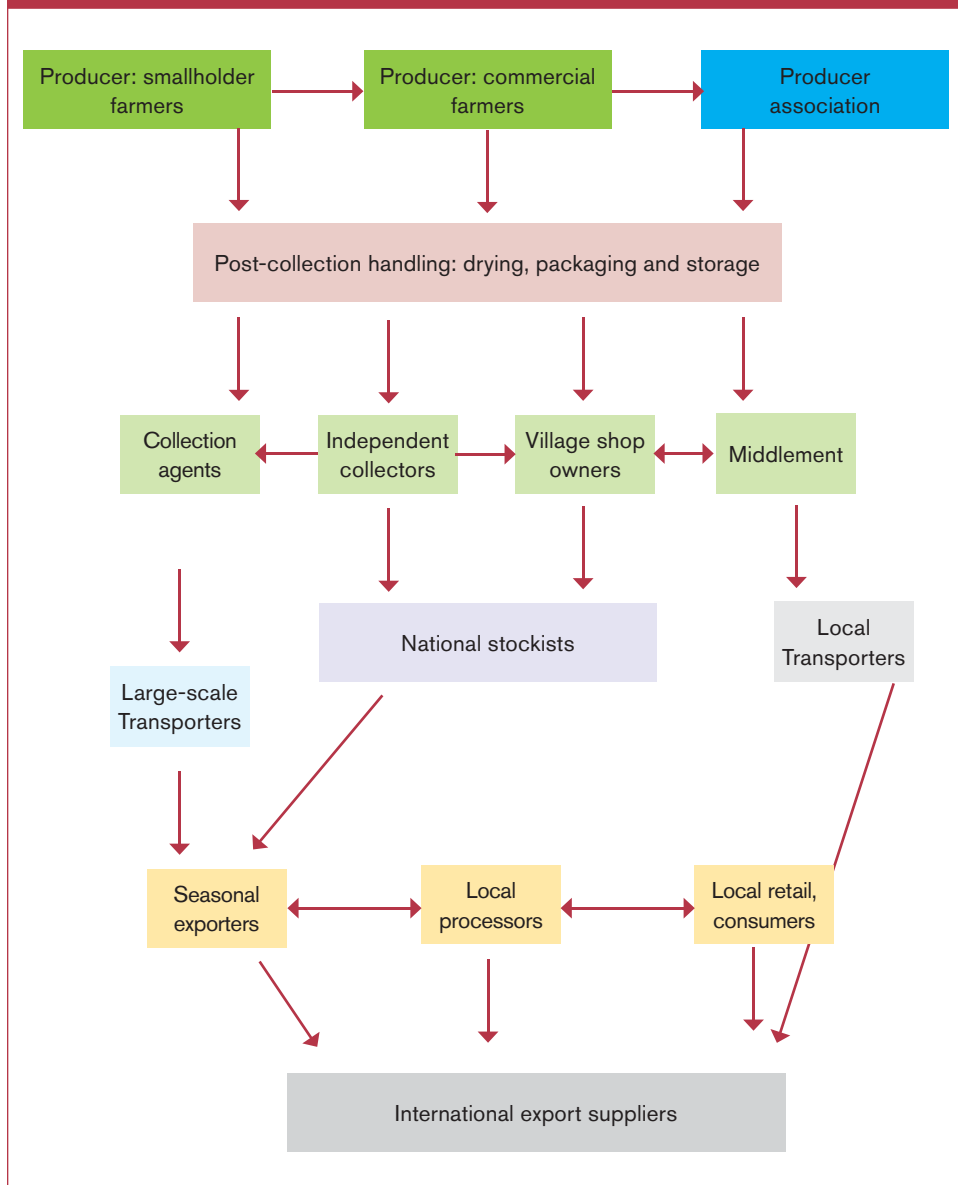 Producer: smallholder
farmers
Producer: commercial
farmers
Producer
association
Post-collection handling: drying, packaging and storage
Collection
agents
Independent
collectors
Village shop
owners
Middlement
National stockists
Local
Transporters
Large-scale
Transporters
Seasonal
exporters
Local
processors
Local retail,
consumers
International export suppliers